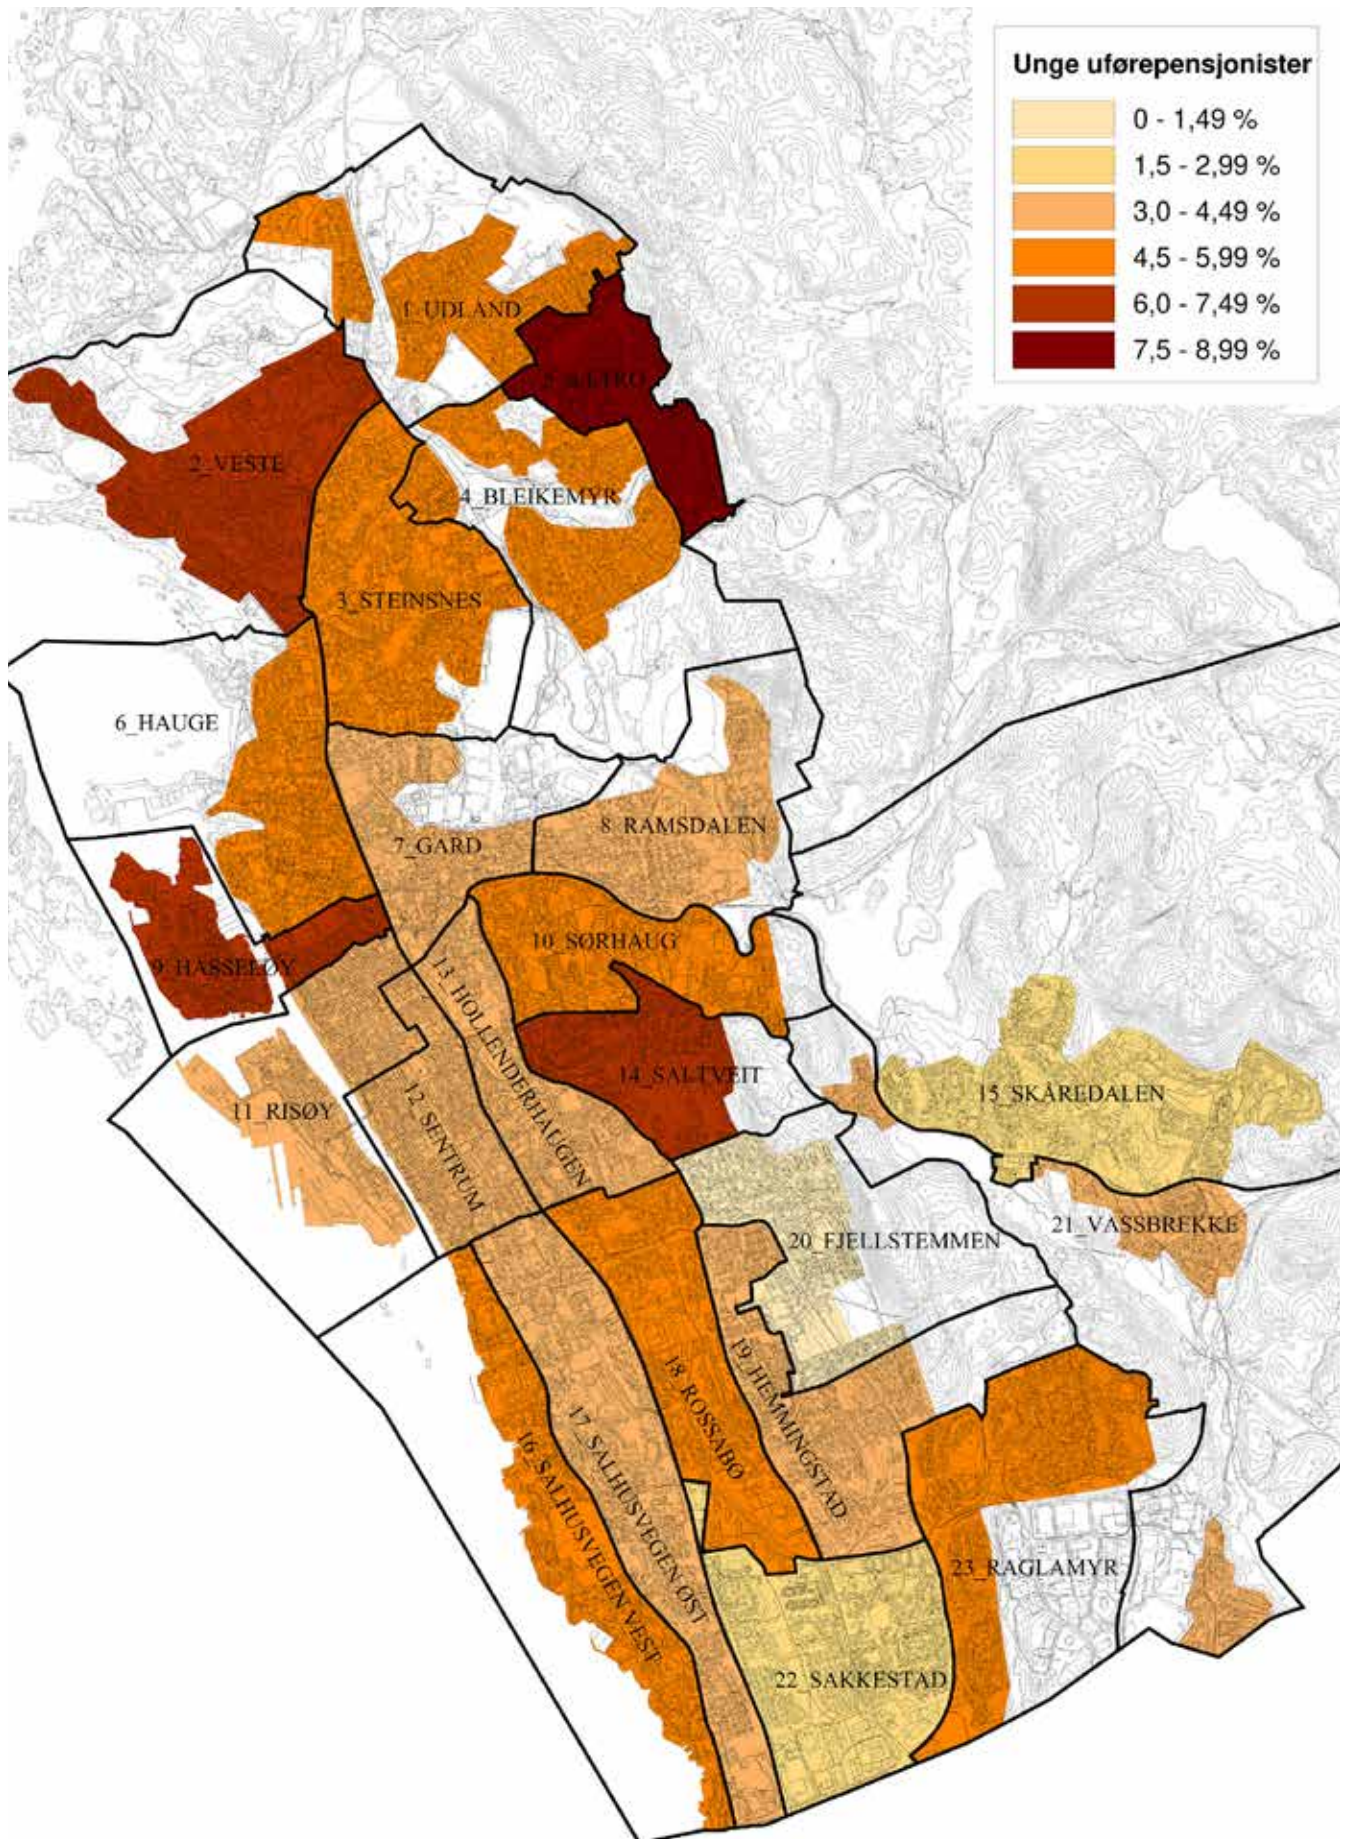 Unge uførepensjonister
0 - 1,49 %
1,5 - 2,99 %
3,0 - 4,49 %
4,5 - 5,99 %
6,0 - 7,49 %
7,5 - 8,99 %
1_UDLAND
2_VESTE
4_BLEIKEMYR
3_STEINSNES
6_HAUGE
8_RAMSDALEN
7_GARD
10_SØRHAUG
9_HASSELØY
13_HOLLENDERHAUGEN
14_SALTVEIT
15_SKÅREDALEN
11_RISØY
12_SENTRUM
21_VASSBREKKE
20_FJELLSTEMMEN
19_HEMMINGSTAD
18_ROSSABØ
17_SALHUSVEGEN ØST
16_SALHUSVEGEN VEST
23_RAGLAMYR
22_SAKKESTAD